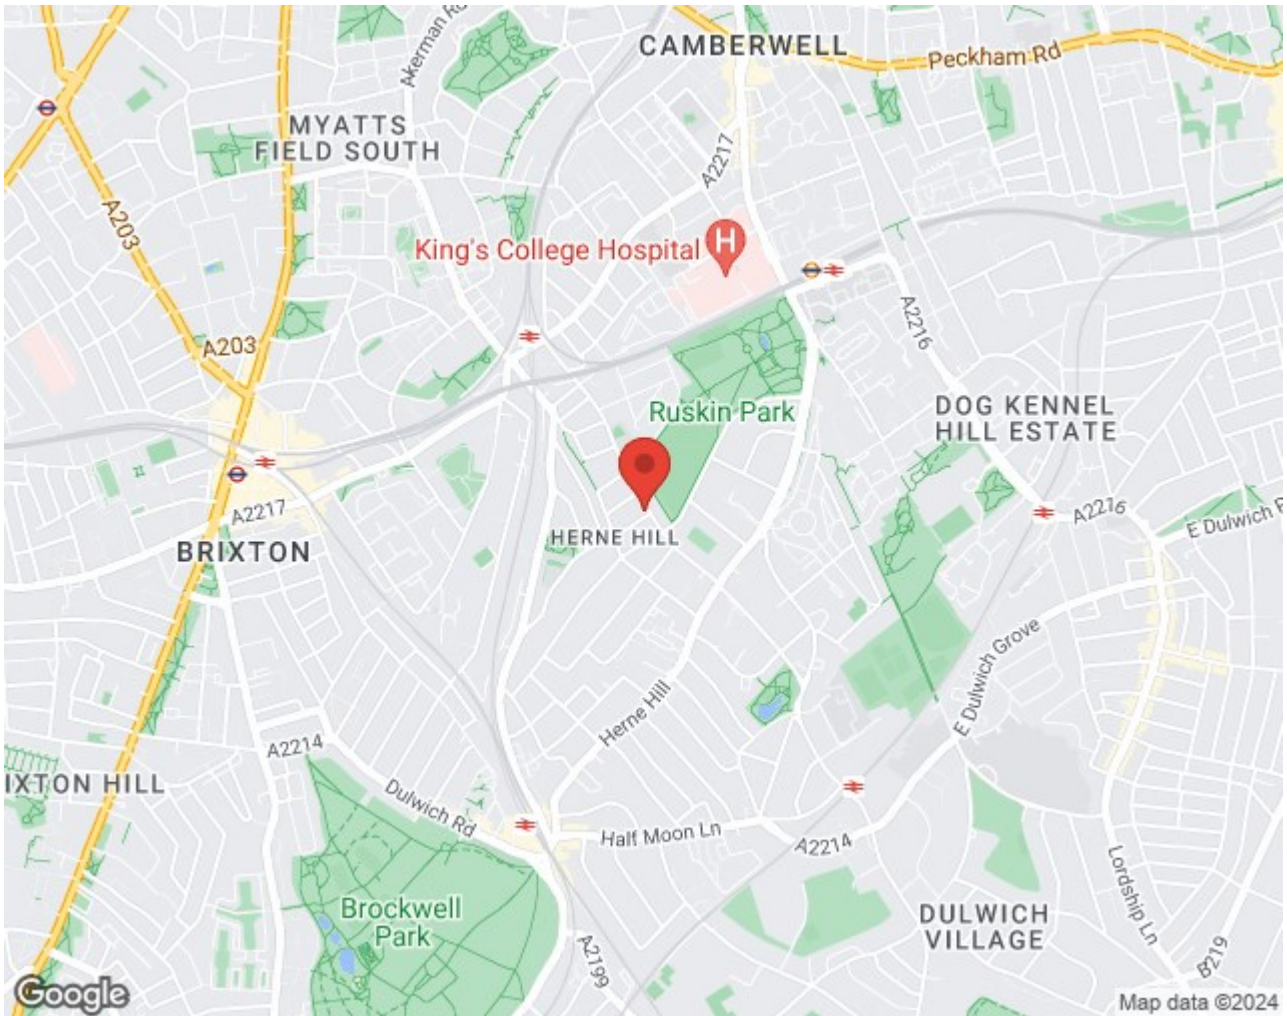 CAMBERWELL
Peckham Rd
Akerman Rd
MYATTS
FIELD SOUTH
A2217
A203
King's College Hospital
H
A203
A2216
Ruskin Park
DOG KENNEL
HILL ESTATE
A2217
A2216
E Dulwich R
HERNE HILL
BRIXTON
E Dulwich Grove
Herne Hill
A2214
IXTON HILL
Dulwich Rd
Half Moon Ln
A2214
Lordship Ln
Brockwell
Park
DULWICH
VILLAGE
A2199
B219
Google
Map data ©2024